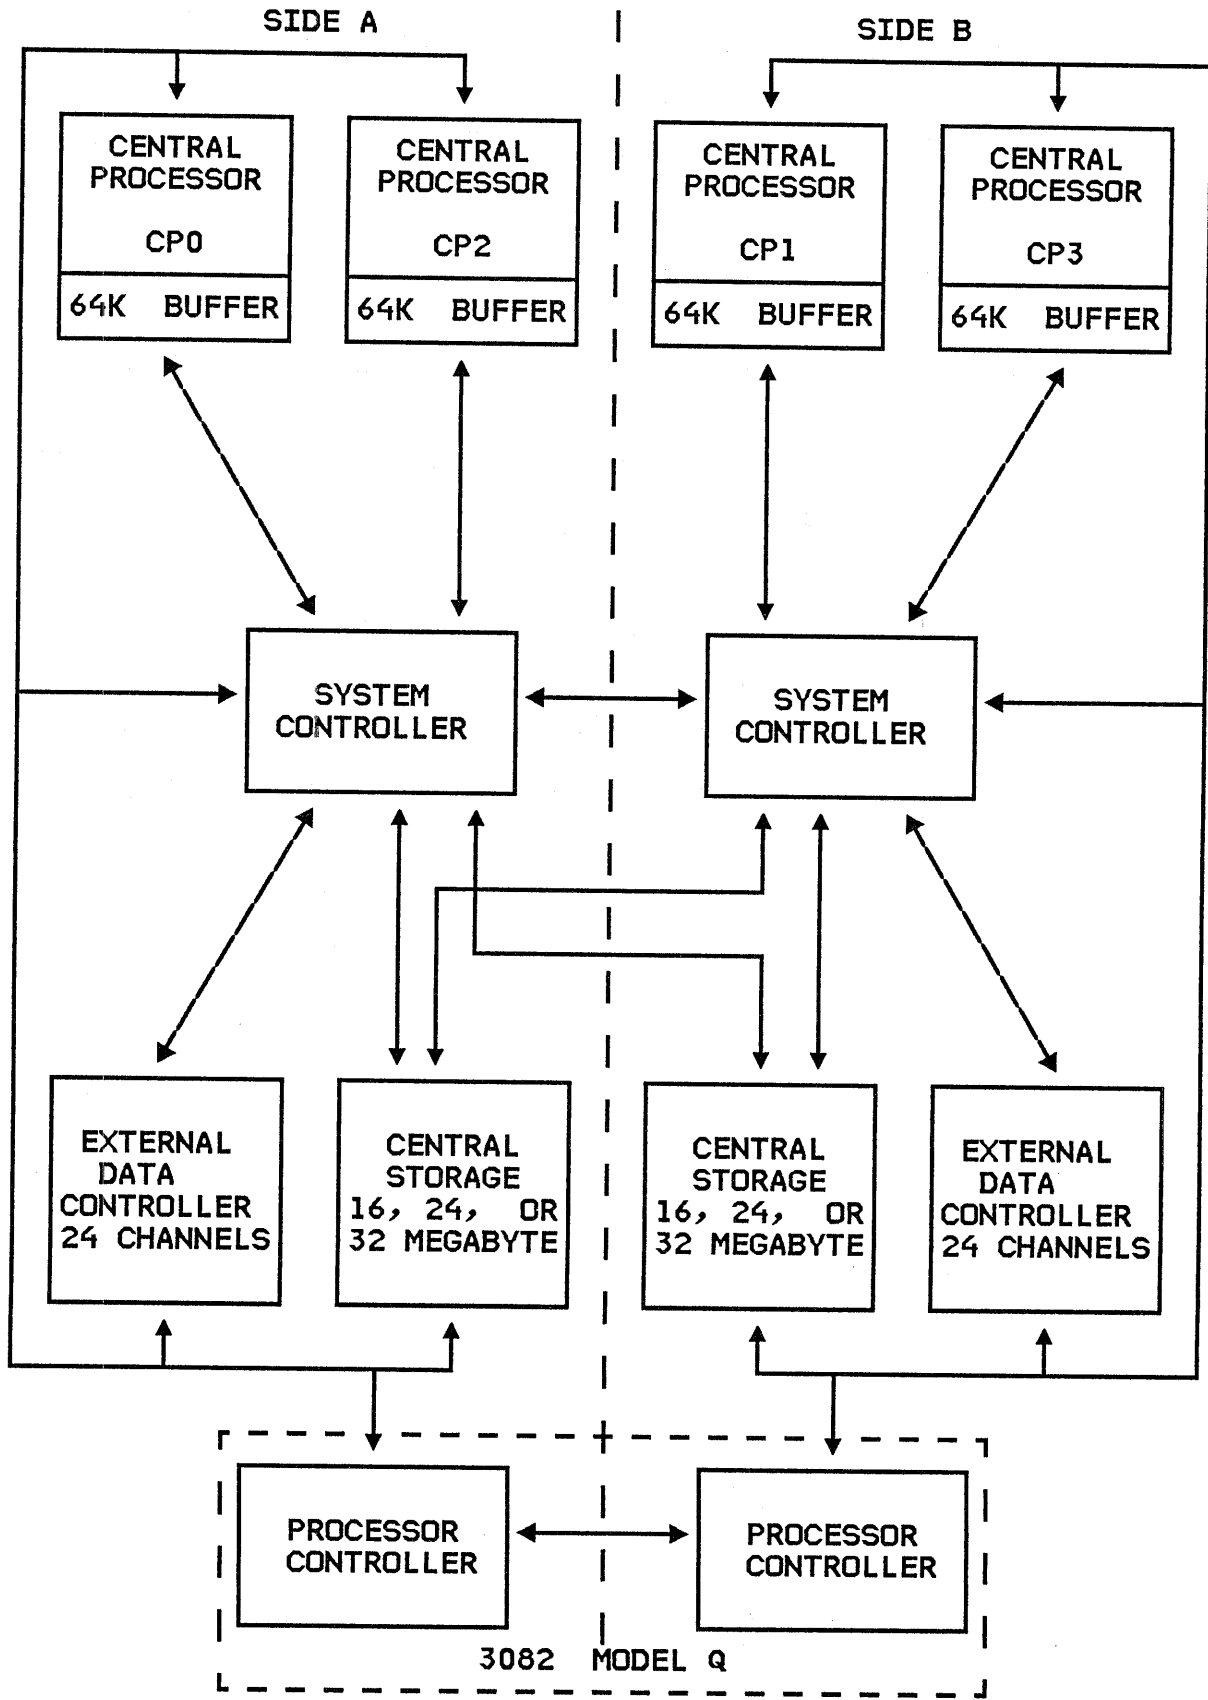 SIDE A
SIDE B
CENTRAL
PROCESSOR
CP0
64K BUFFER
CENTRAL
PROCESSOR
CP2
64K BUFFER
CENTRAL
PROCESSOR
CP1
64K BUFFER
CENTRAL
PROCESSOR
CP3
64K BUFFER
SYSTEM
CONTROLLER
SYSTEM
CONTROLLER
EXTERNAL
DATA
CONTROLLER
24 CHANNELS
CENTRAL
STORAGE
16, 24, OR
32 MEGABYTE
CENTRAL
STORAGE
16, 24, OR
32 MEGABYTE
EXTERNAL
DATA
CONTROLLER
24 CHANNELS
PROCESSOR
CONTROLLER
PROCESSOR
CONTROLLER
3082 MODEL Q